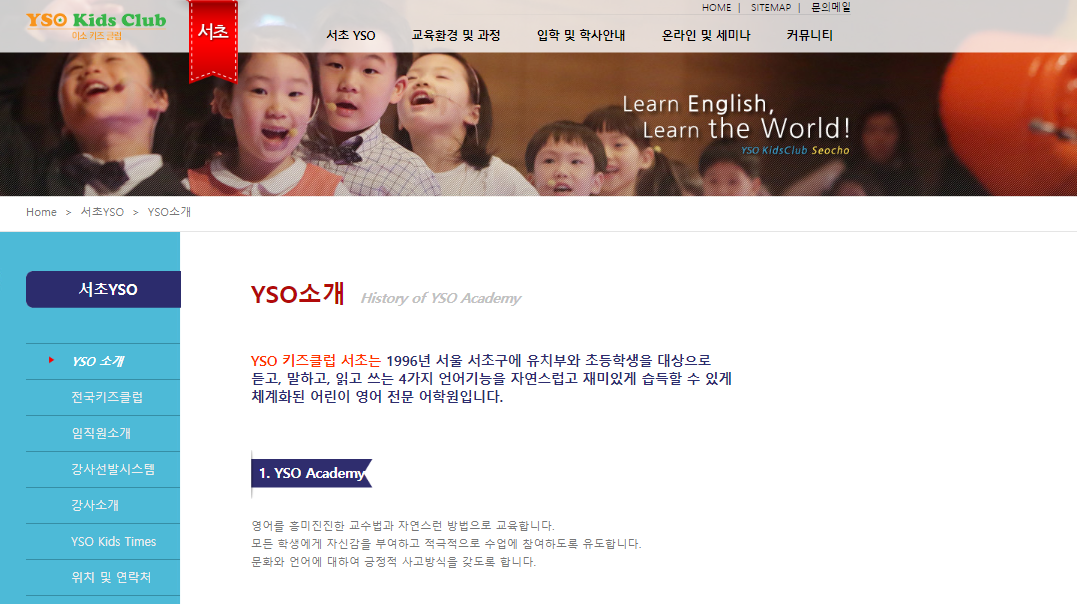 HOME | SITEMAP | 문의메일
YSO Kids Club
이소 키즈 클럽
서초
서초 YSO 교육환경 및 과정 입학 및 학사안내 온라인 및 세미나 커뮤니티
Learn English,
Learn the World!
YSO KidsClub Seocho
Home > 서초YSO > YSO소개
서초YSO
YSO 소개
전국키즈클럽
임직원소개
강사선발시스템
강사소개
YSO Kids Times
위치 및 연락처
YSO소개 History of YSO Academy
YSO 키즈클럽 서초는 1996년 서울 서초구에 유치부와 초등학생을 대상으로
듣고, 말하고, 읽고 쓰는 4가지 언어기능을 자연스럽고 재미있게 습득할 수 있게
체계화된 어린이 영어 전문 어학원입니다.
1. YSO Academy
영어를 흥미진진한 교수법과 자연스런 방법으로 교육합니다.
모든 학생에게 자신감을 부여하고 적극적으로 수업에 참여하도록 유도합니다.
문화와 언어에 대하여 긍정적 사고방식을 갖도록 합니다.